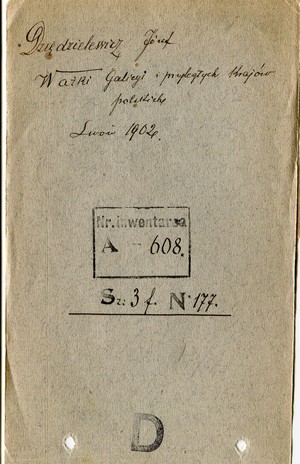 Dziędzielewicz Józef
Ważki Galicyi i przyległych Krajów
polskich
Lwów 1902.
Nr. inwentarza
A - 608.
Sz. 3 f. N. 177.
D